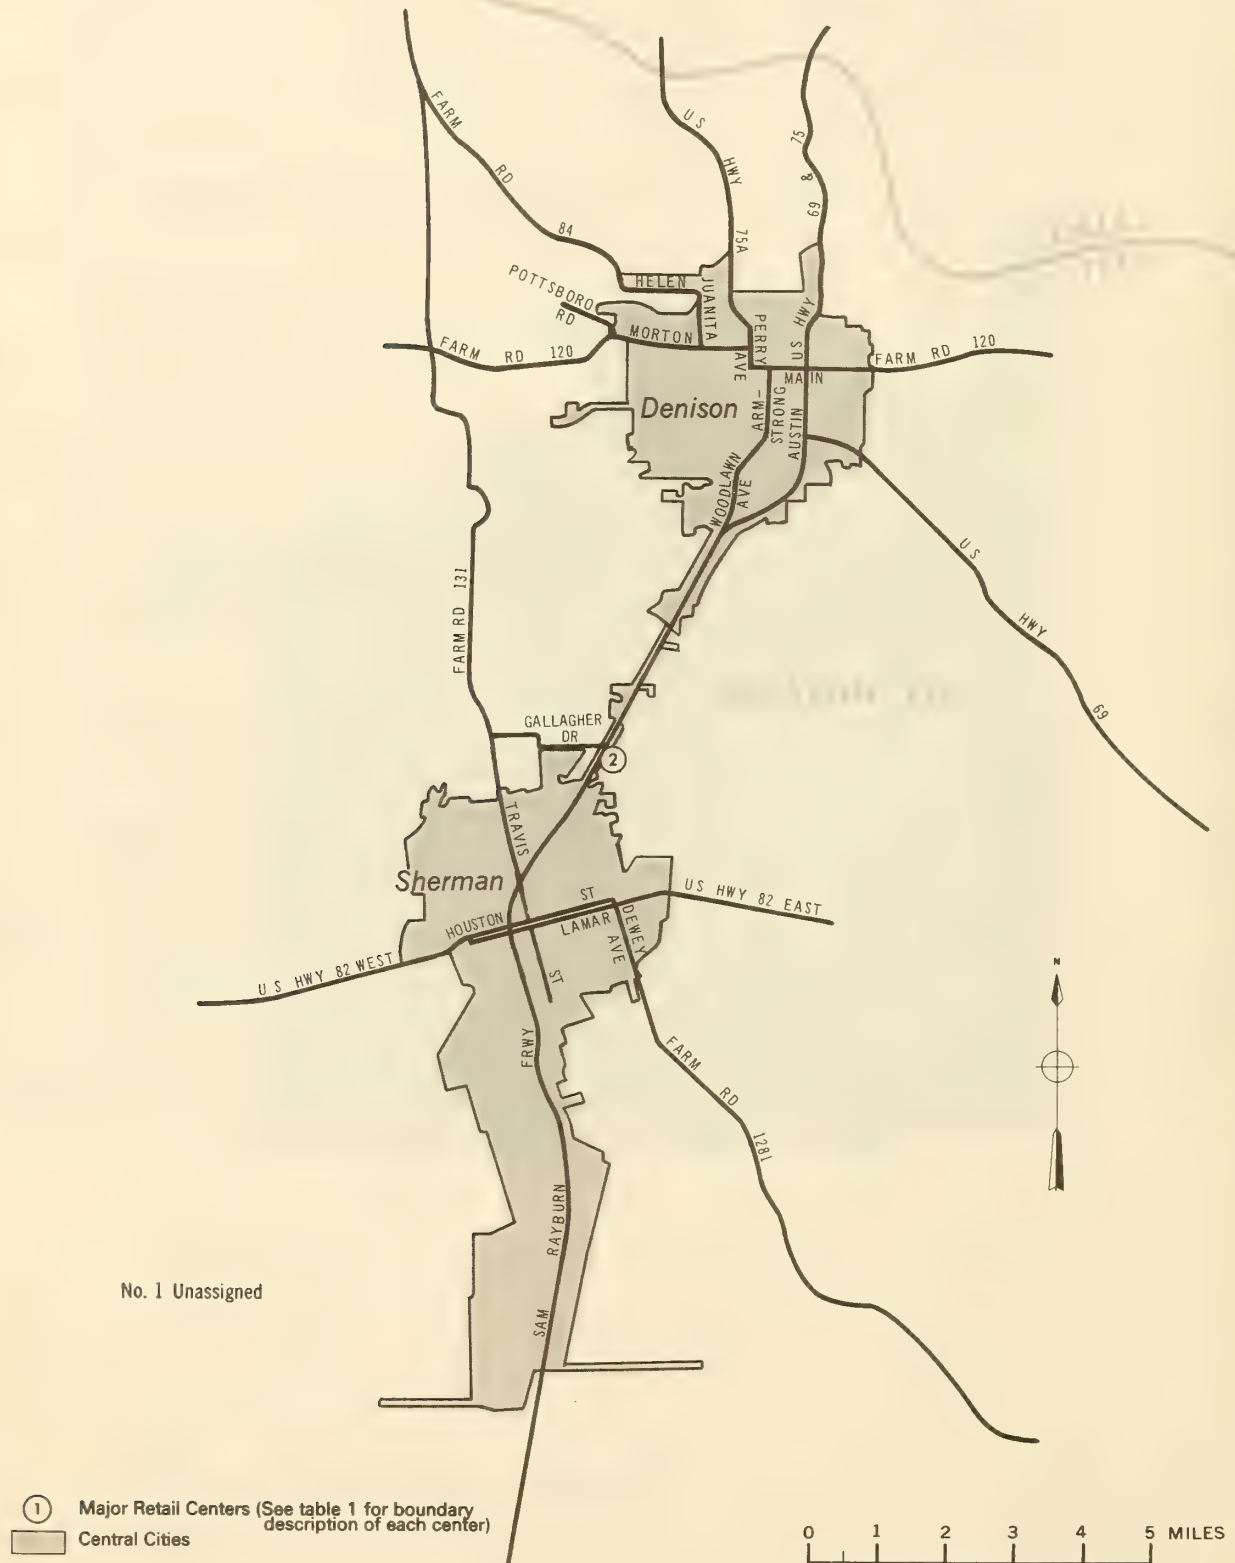 FARM RD 84
US HWY 75A
75 & 69
POTTSBORO RD
HELEN
JUANITA
MORTON
PERRY AVE
US HWY
FARM RD 120
FARM RD 120
MAIN
Denison
ARM-STRONG
AUSTIN
WOODLAWN AVE
US HWY 69
FARM RD 131
GALLAGHER DR
2
TRAVIS ST
Sherman
HOUSTON ST
LAMAR
DEWEY AVE
US HWY 82 EAST
US HWY 82 WEST
N
FARM RD 1281
SAM RAYBURN FRWY
No. 1 Unassigned
1 Major Retail Centers (See table 1 for boundary
description of each center)
Central Cities
0 1 2 3 4 5 MILES